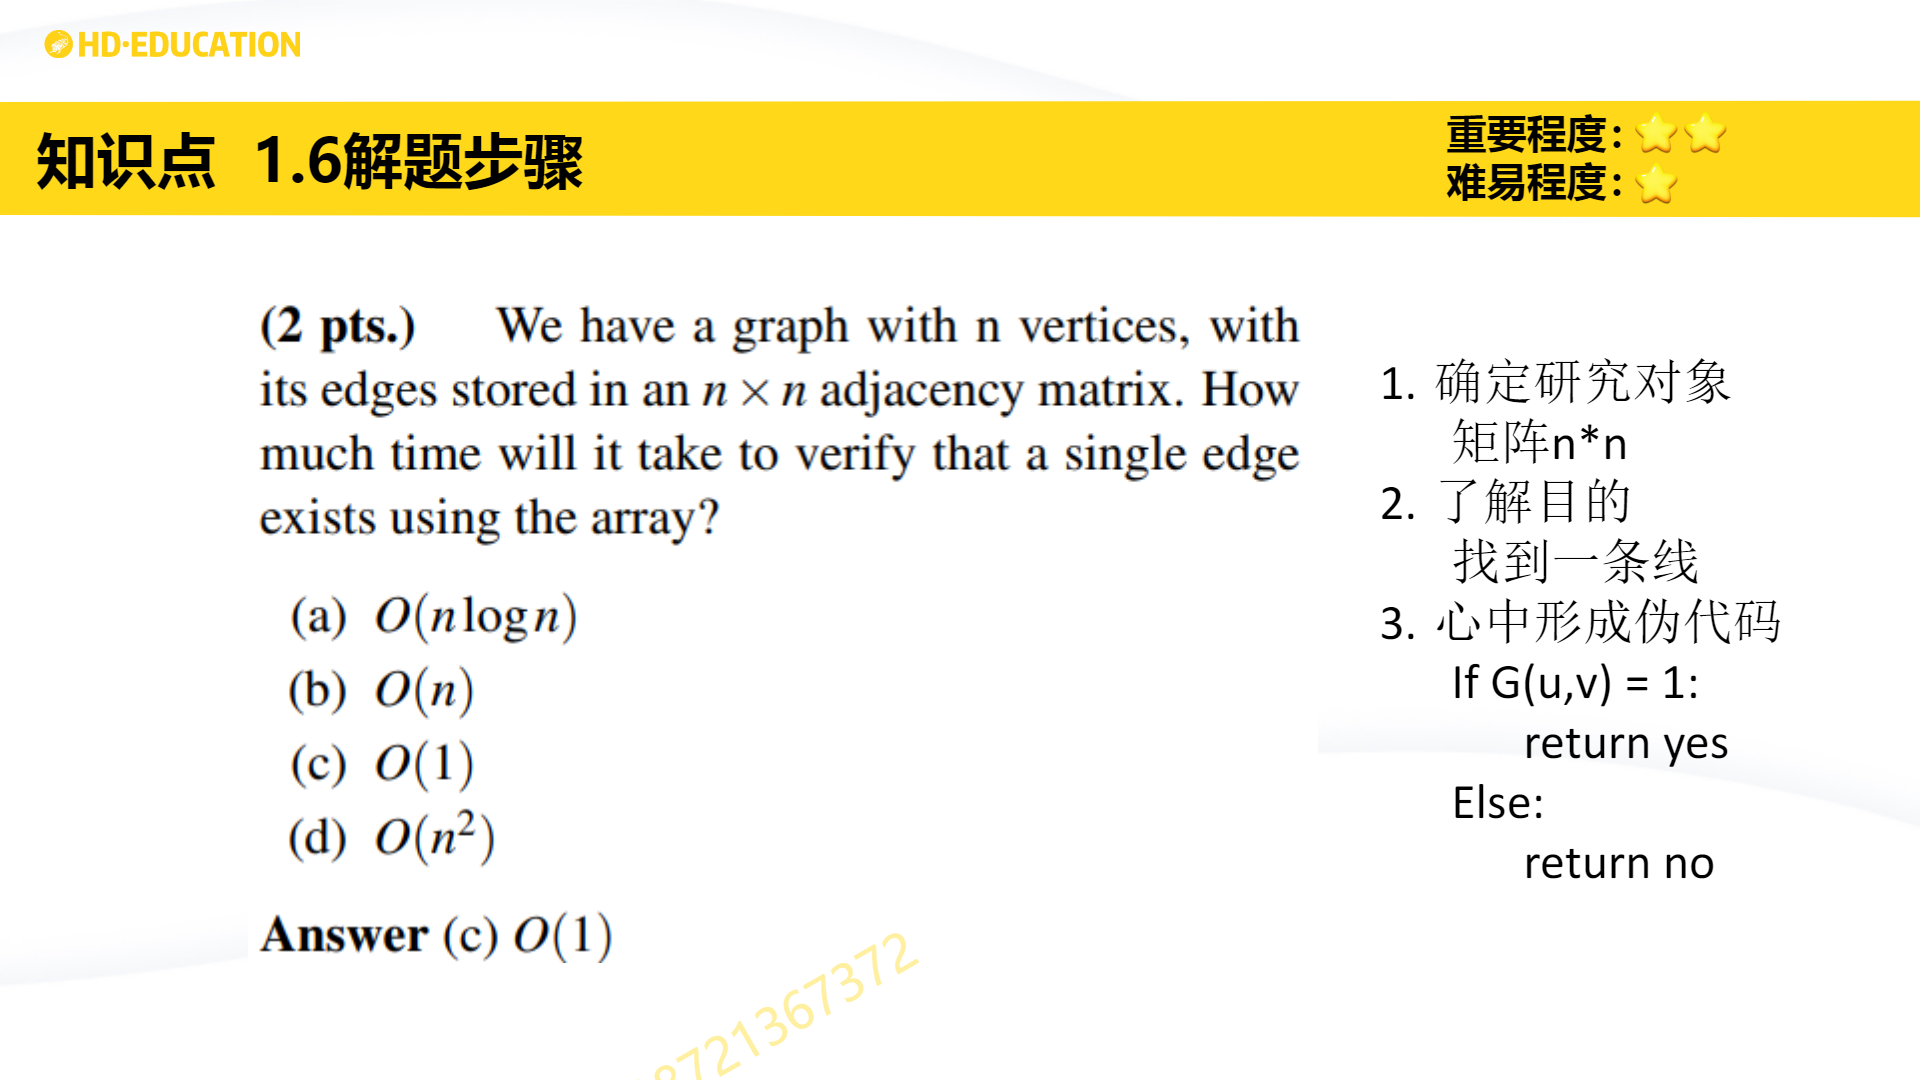 HD·EDUCATION
知识点 1.6解题步骤
重要程度：
难易程度：
(2 pts.) We have a graph with n vertices, with
its edges stored in an n × n adjacency matrix. How
much time will it take to verify that a single edge
exists using the array?
(a) O(n log n)
(b) O(n)
(c) O(1)
(d) O(n²)
Answer (c) O(1)
1. 确定研究对象
矩阵n*n
2. 了解目的
找到一条线
3. 心中形成伪代码
If G(u,v) = 1:
return yes
Else:
return no
721367372